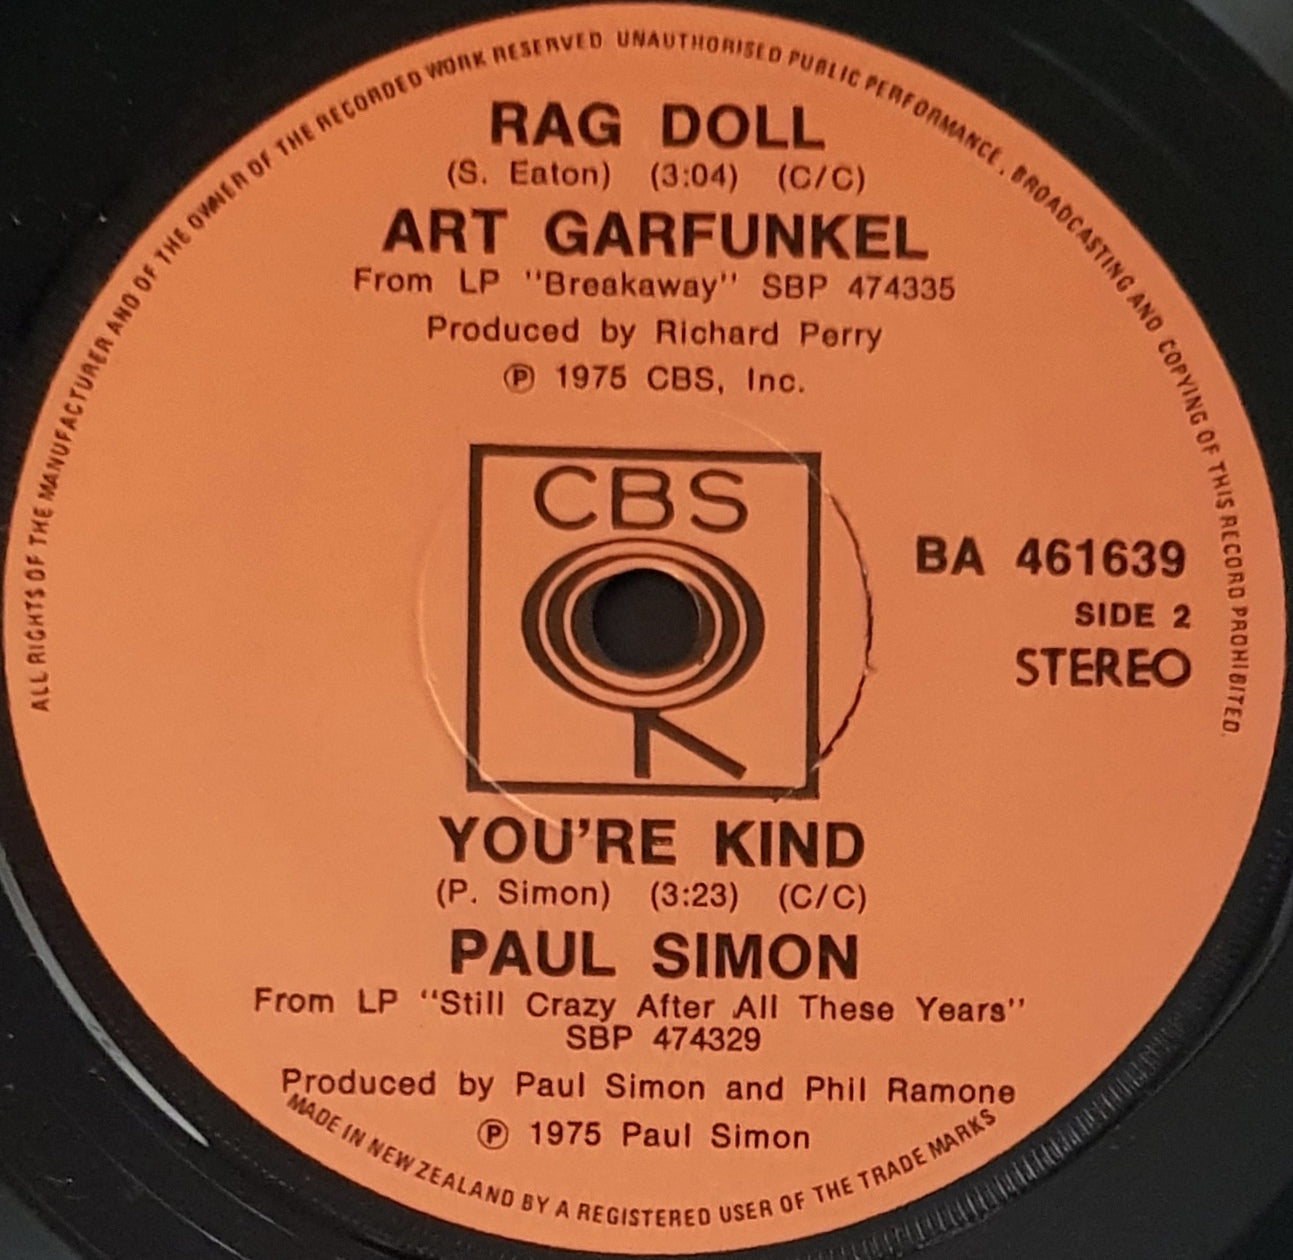 ALL RIGHTS OF THE MANUFACTURER AND OF THE OWNER OF THE RECORDED WORK RESERVED UNAUTHORISED PUBLIC PERFORMANCE, BROADCASTING AND COPYING OF THIS RECORD PROHIBITED.
RAG DOLL
(S. Eaton) (3:04) (C/C)
ART GARFUNKEL
From LP "Breakaway" SBP 474335
Produced by Richard Perry
Ⓟ 1975 CBS, Inc.
CBS
BA 461639
SIDE 2
STEREO
YOU'RE KIND
(P. Simon) (3:23) (C/C)
PAUL SIMON
From LP "Still Crazy After All These Years"
SBP 474329
Produced by Paul Simon and Phil Ramone
Ⓟ 1975 Paul Simon
MADE IN NEW ZEALAND BY A REGISTERED USER OF THE TRADE MARKS